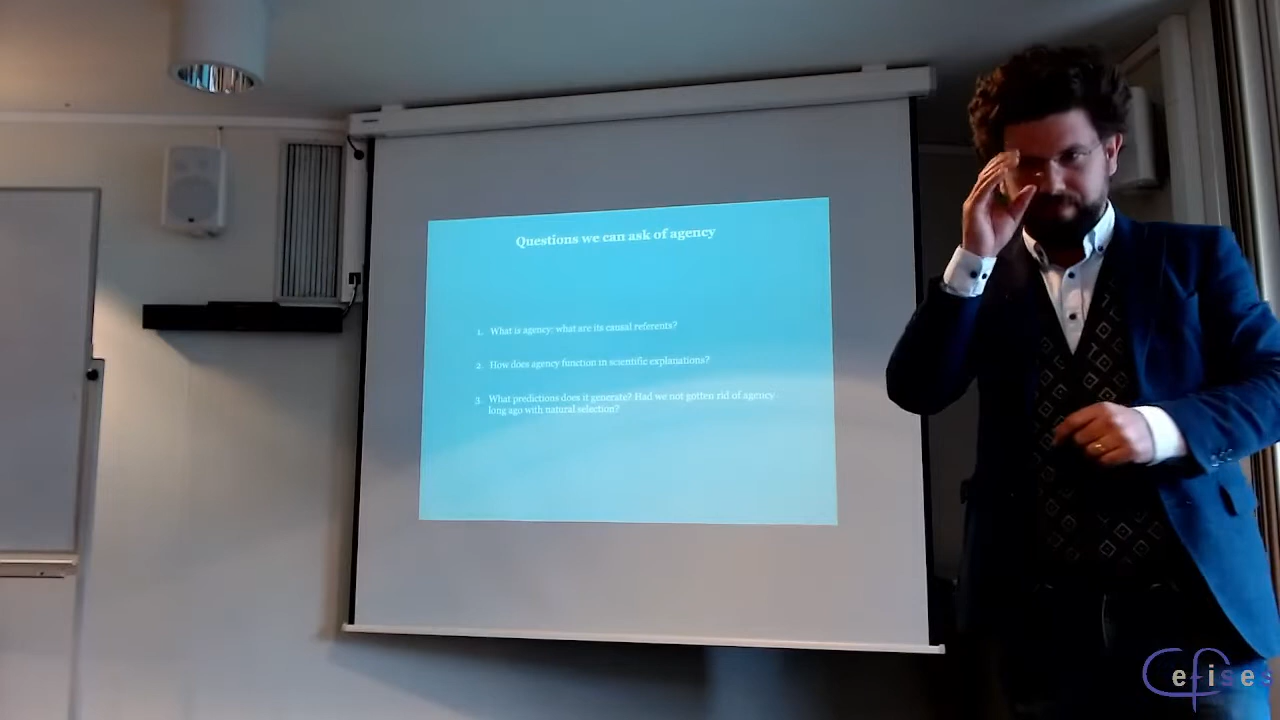 Questions we can ask of agency
1. What is agency: what are its causal referents?
2. How does agency function in scientific explanations?
3. What predictions does it generate? Had we not gotten rid of agency
long ago with natural selection?
Cefises